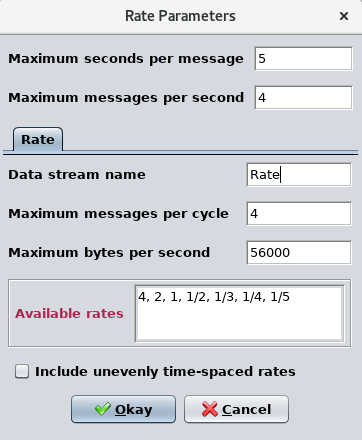 Rate Parameters
Maximum seconds per message 5
Maximum messages per second 4
Rate
Data stream name Rate
Maximum messages per cycle 4
Maximum bytes per second 56000
Available rates 4, 2, 1, 1/2, 1/3, 1/4, 1/5
Include unevenly time-spaced rates
Okay Cancel